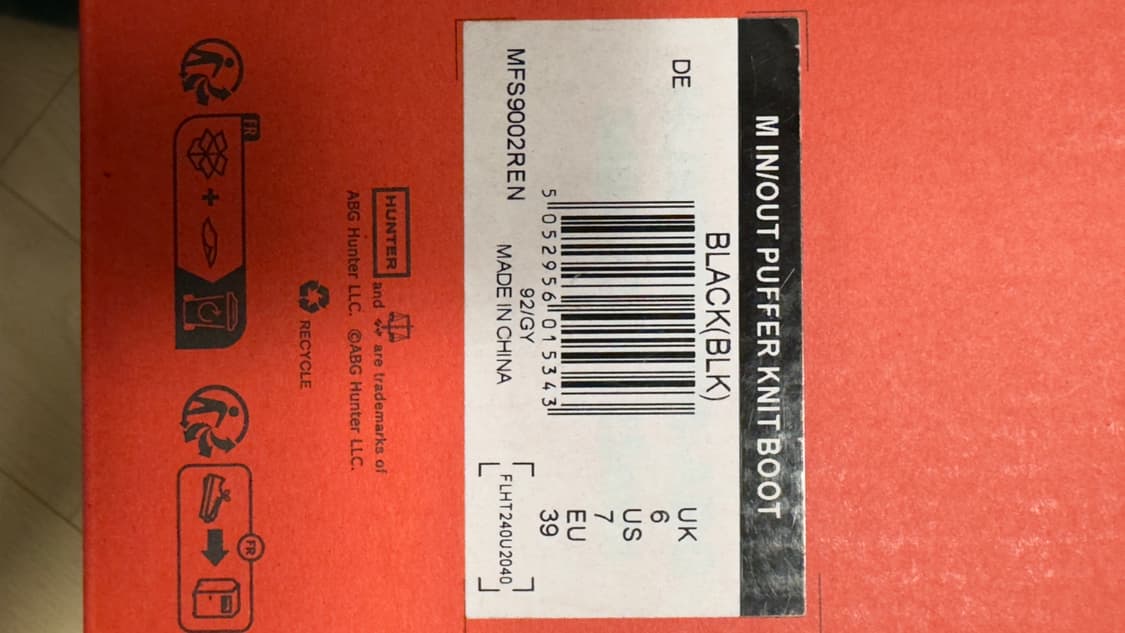 M IN/OUT PUFFER KNIT BOOT
BLACK(BLK)
DE
UK
6
US
7
EU
39
5 052956 015343
92/GY
MFS9002REN
MADE IN CHINA
FLHT240U2040
HUNTER and are trademarks of
ABG Hunter LLC. ©ABG Hunter LLC.
RECYCLE
FR
+
FR